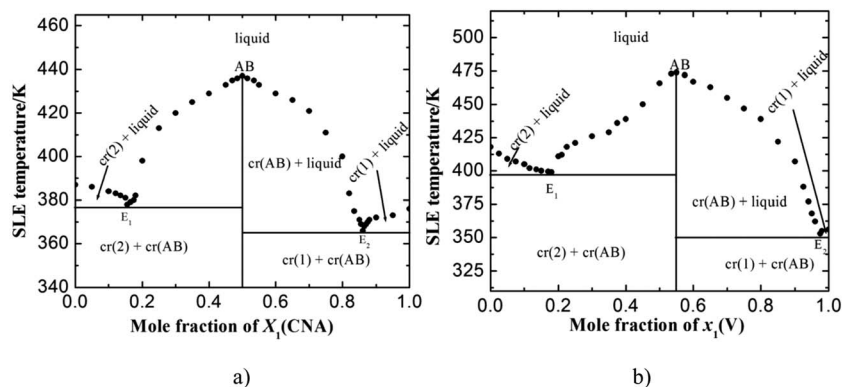 liquid
AB
440
420
400
380
360
340
SLE temperature/K
cr(2) + liquid
cr(AB) + liquid
cr(1) + liquid
E1
E2
cr(2) + cr(AB)
cr(1) + cr(AB)
0.0 0.2 0.4 0.6 0.8 1.0
Mole fraction of X1(CNA)
a)
liquid
AB
500
475
450
425
400
375
350
325
SLE temperature/K
cr(2) + liquid
cr(1) + liquid
E1
cr(AB) + liquid
E2
cr(2) + cr(AB)
cr(1) + cr(AB)
0.0 0.2 0.4 0.6 0.8 1.0
Mole fraction of x1(V)
b)